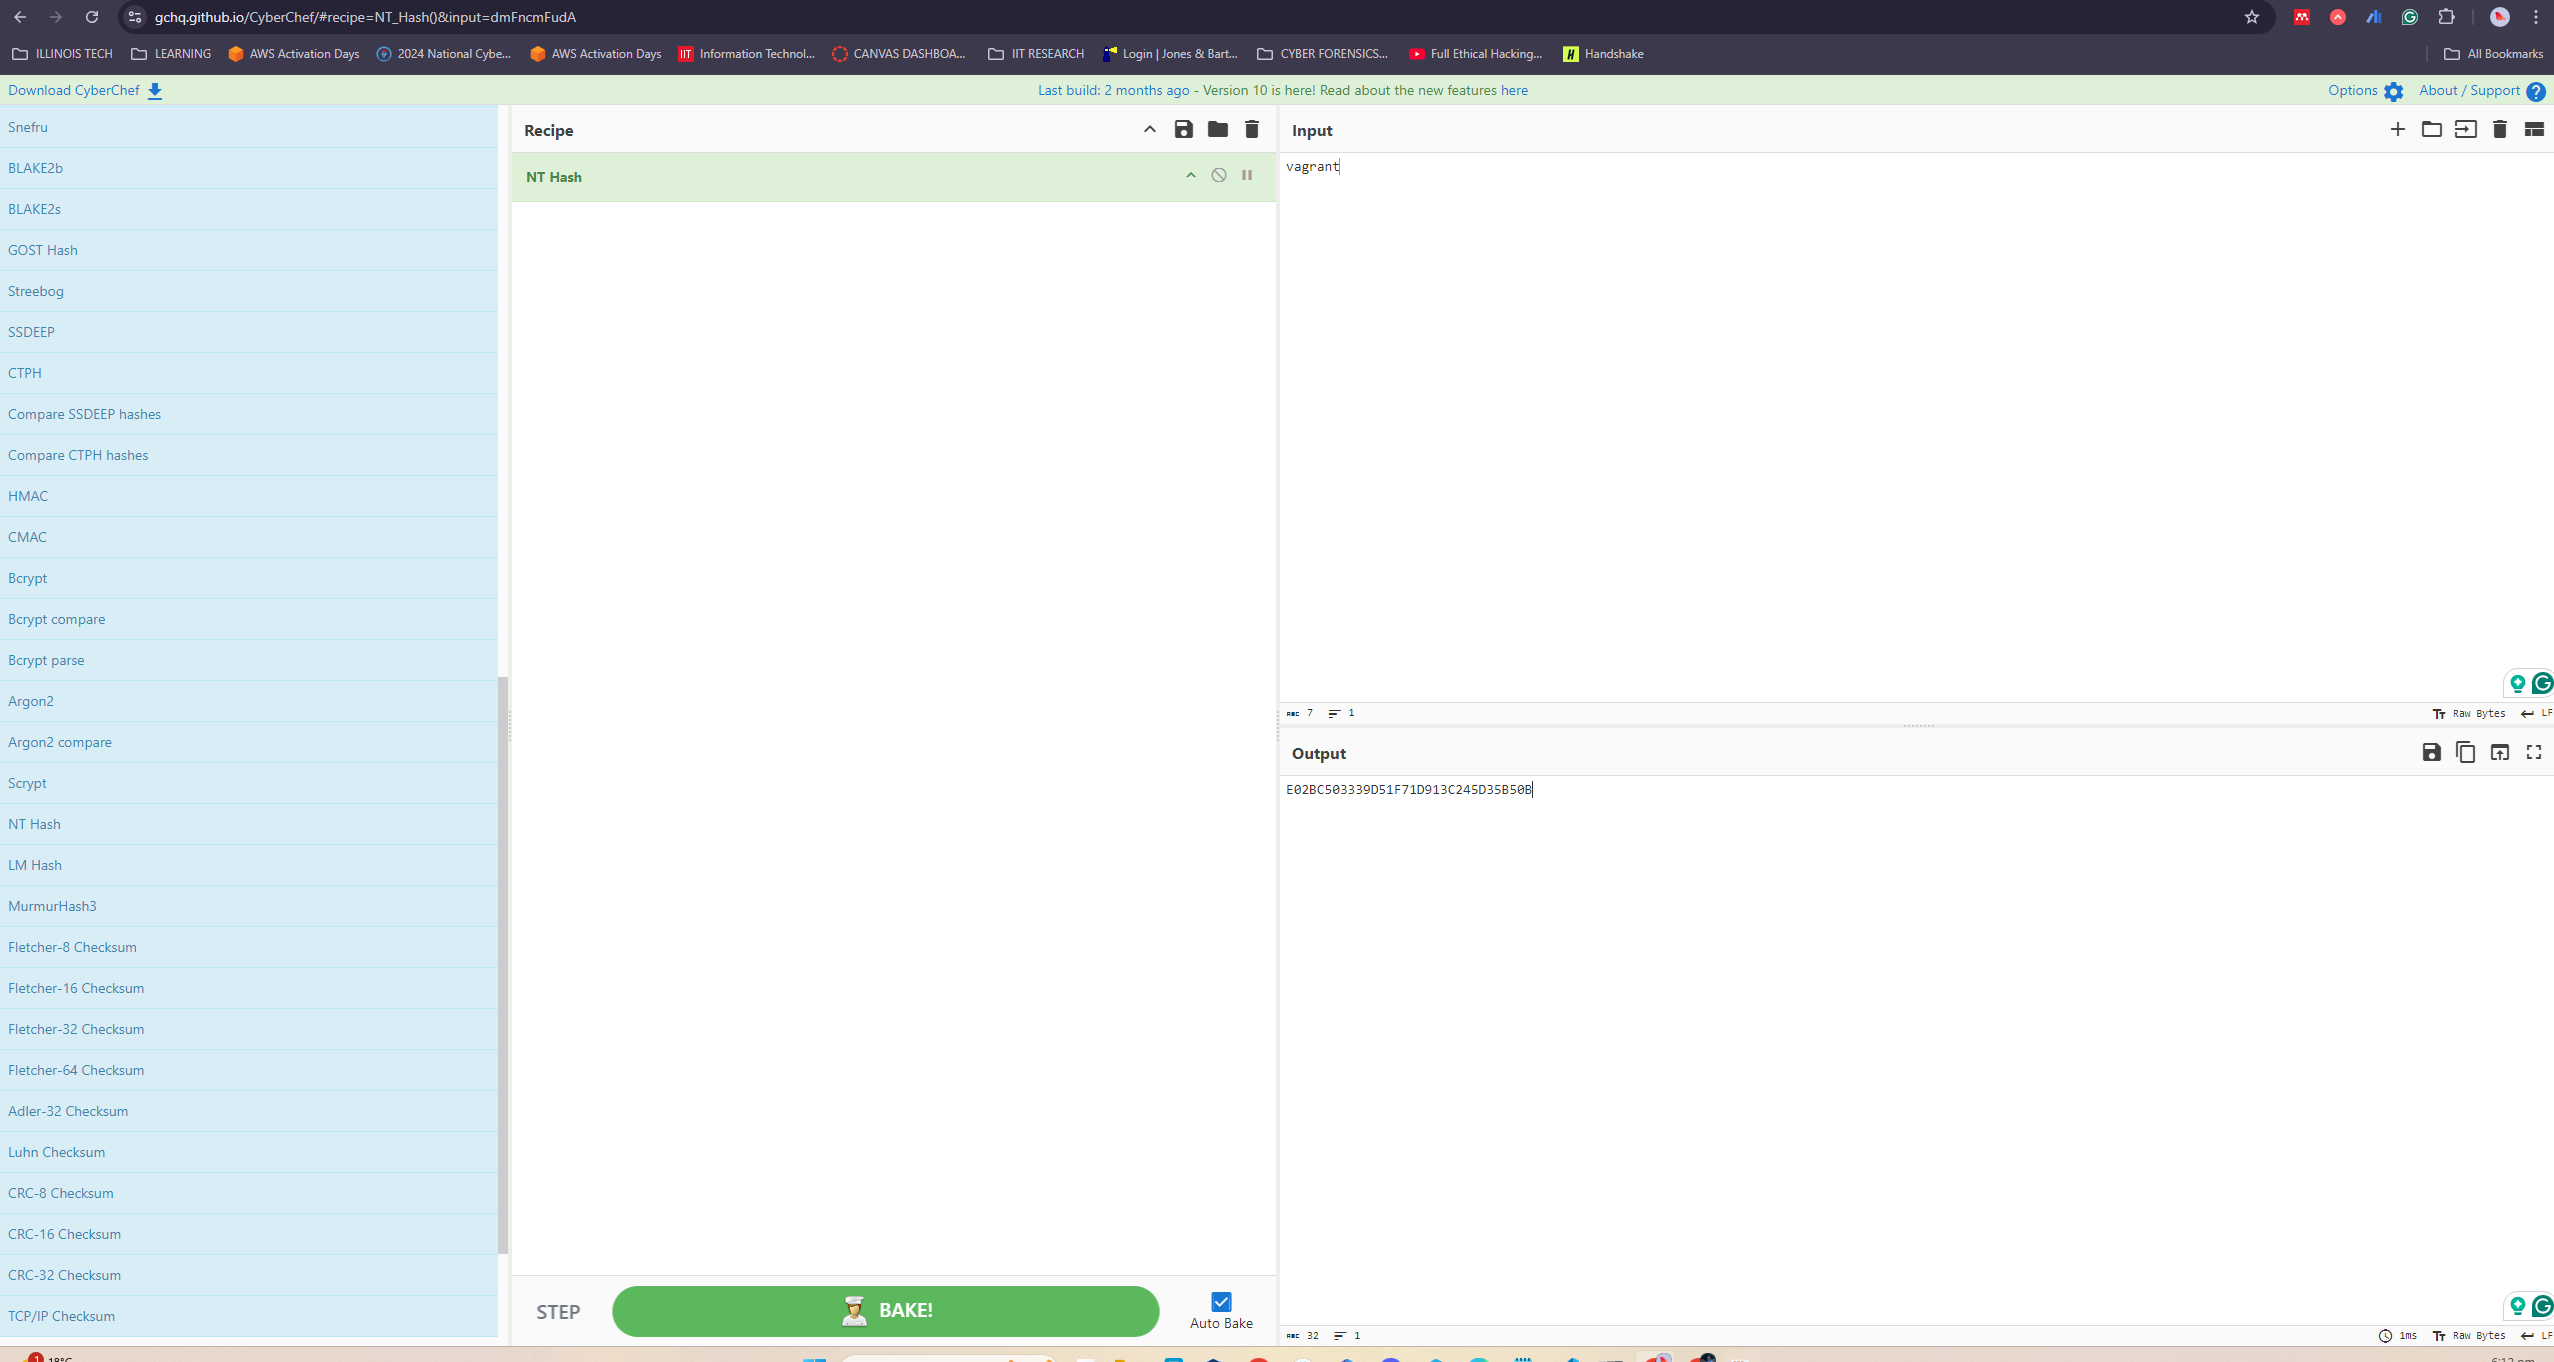 gchq.github.io/CyberChef/#recipe=NT_Hash()&input=dmFncmFudA
ILLINOIS TECH LEARNING AWS Activation Days 2024 National Cybe... AWS Activation Days IIT Information Technol... CANVAS DASHBOA... IIT RESEARCH Login | Jones & Bart... CYBER FORENSICS... Full Ethical Hacking... Handshake All Bookmarks
Download CyberChef Last build: 2 months ago - Version 10 is here! Read about the new features here Options About / Support
Snefru
BLAKE2b
BLAKE2s
GOST Hash
Streebog
SSDEEP
CTPH
Compare SSDEEP hashes
Compare CTPH hashes
HMAC
CMAC
Bcrypt
Bcrypt compare
Bcrypt parse
Argon2
Argon2 compare
Scrypt
NT Hash
LM Hash
MurmurHash3
Fletcher-8 Checksum
Fletcher-16 Checksum
Fletcher-32 Checksum
Fletcher-64 Checksum
Adler-32 Checksum
Luhn Checksum
CRC-8 Checksum
CRC-16 Checksum
CRC-32 Checksum
TCP/IP Checksum
Recipe
NT Hash
STEP
BAKE!
Auto Bake
Input
vagrant
ABC 7 1 Raw Bytes LF
Output
E02BC503339D51F71D913C245D35B50B
ABC 32 1 1ms Raw Bytes LF